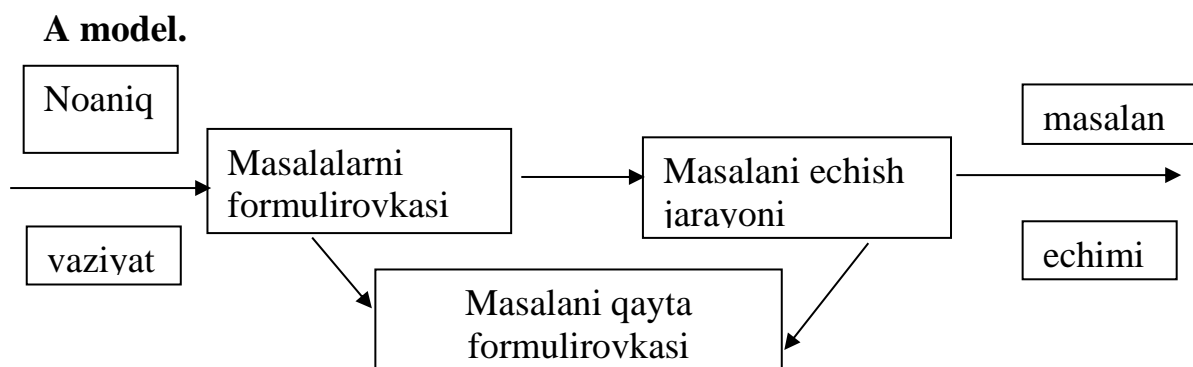 A model.
Noaniq
vaziyat
Masalalarni
formulirovkasi
Masalani echish
jarayoni
masalan
echimi
Masalani qayta
formulirovkasi